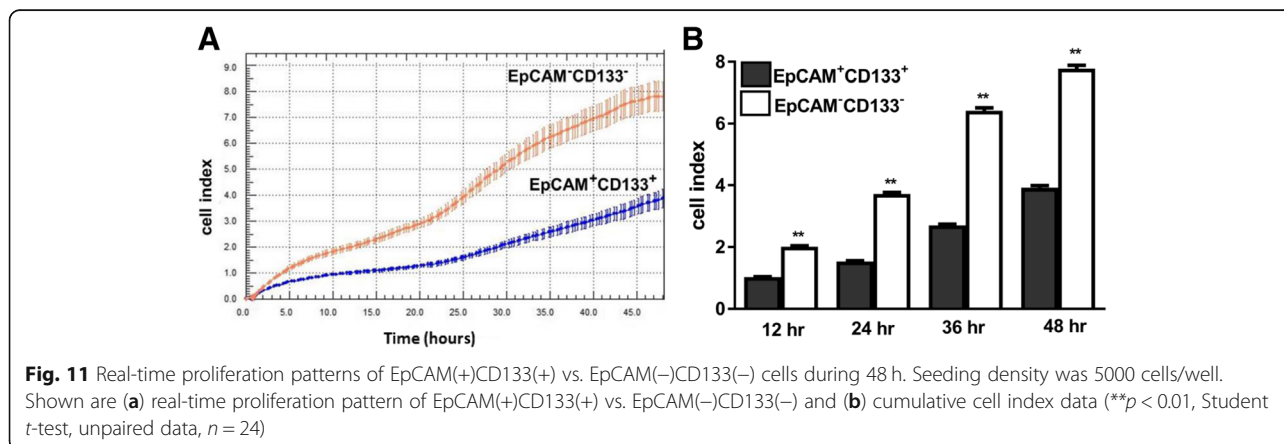 A
9.0
8.0
7.0
6.0
5.0
4.0
3.0
2.0
1.0
0.0
cell index
EpCAM⁻CD133⁻
EpCAM⁺CD133⁺
0.0 5.0 10.0 15.0 20.0 25.0 30.0 35.0 40.0 45.0
Time (hours)
B
8
6
4
2
0
cell index
EpCAM⁺CD133⁺
EpCAM⁻CD133⁻
**
**
**
**
12 hr 24 hr 36 hr 48 hr
Fig. 11 Real-time proliferation patterns of EpCAM(+)CD133(+) vs. EpCAM(−)CD133(−) cells during 48 h. Seeding density was 5000 cells/well.
Shown are (a) real-time proliferation pattern of EpCAM(+)CD133(+) vs. EpCAM(−)CD133(−) and (b) cumulative cell index data (**p < 0.01, Student
t-test, unpaired data, n = 24)